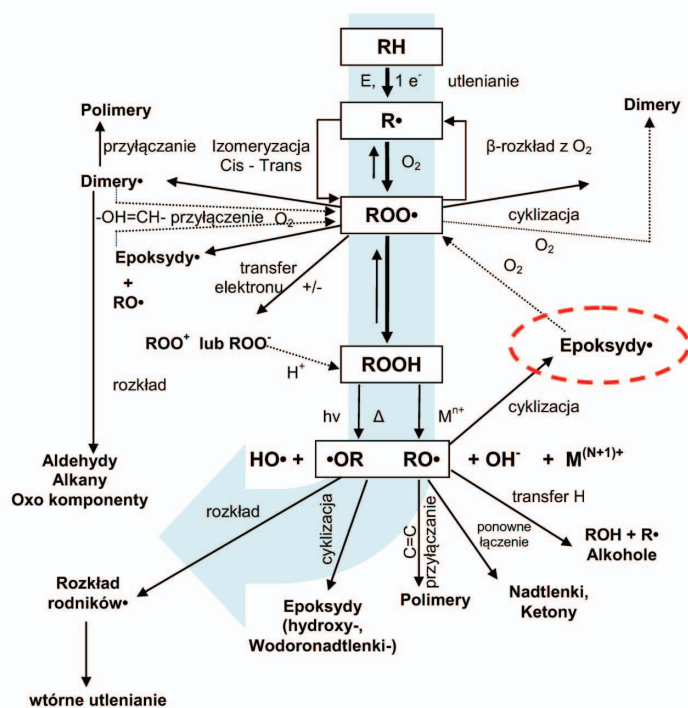 RH
E, 1 e⁻ utlenianie
Polimery
R•
Dimery
przyłączanie
Izomeryzacja
Cis - Trans
O₂
β-rozkład z O₂
Dimery•
-OH=CH- przyłączenie O₂
ROO•
cyklizacja
O₂
Epoksydy•
+
RO•
transfer
elektronu +/-
O₂
ROO⁺ lub ROO⁻
H⁺
ROOH
Epoksydy•
rozkład
hν Δ Mⁿ⁺
cyklizacja
Aldehydy
Alkany
Oxo komponenty
HO• + •OR RO• + OH⁻ + M⁽ᴺ⁺¹⁾⁺
rozkład
cyklizacja
C=C
przyłączanie
ponowne
łączenie
transfer H
ROH + R•
Alkohole
Rozkład
rodników•
Epoksydy
(hydroxy-,
Wodoronadtlenki-)
Polimery
Nadtlenki,
Ketony
wtórne utlenianie